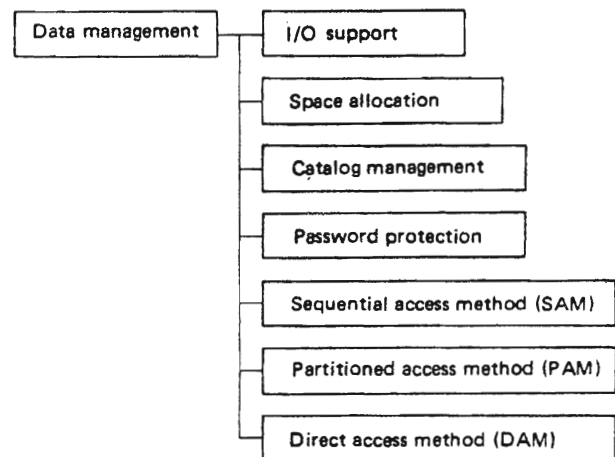 Data management
I/O support
Space allocation
Catalog management
Password protection
Sequential access method (SAM)
Partitioned access method (PAM)
Direct access method (DAM)